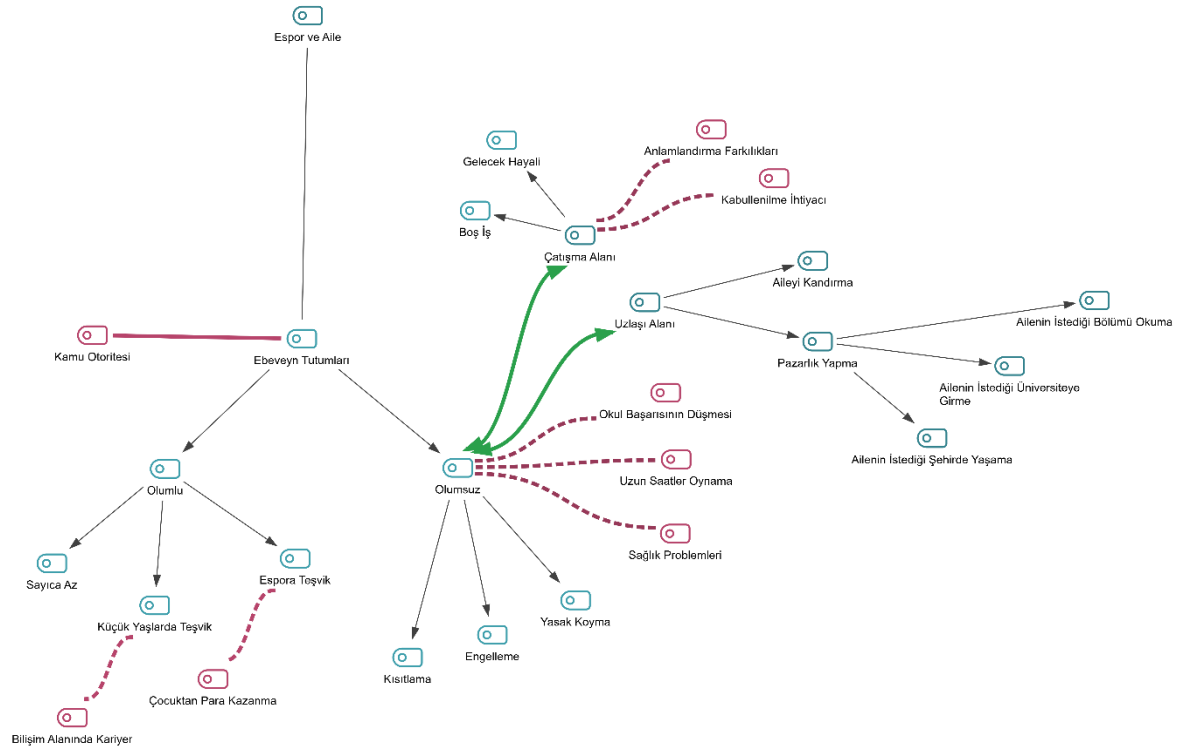 Espor ve Aile
Anlamlandırma Farkılıkları
Gelecek Hayali
Kabullenilme İhtiyacı
Boş İş
Çatışma Alanı
Aileyi Kandırma
Uzlaşı Alanı
Ailenin İstediği Bölümü Okuma
Kamu Otoritesi
Ebeveyn Tutumları
Pazarlık Yapma
Ailenin İstediği Üniversiteye
Girme
Okul Başarısının Düşmesi
Ailenin İstediği Şehirde Yaşama
Olumlu
Olumsuz
Uzun Saatler Oynama
Sağlık Problemleri
Sayıca Az
Espora Teşvik
Küçük Yaşlarda Teşvik
Yasak Koyma
Engelleme
Kısıtlama
Çocuktan Para Kazanma
Bilişim Alanında Kariyer